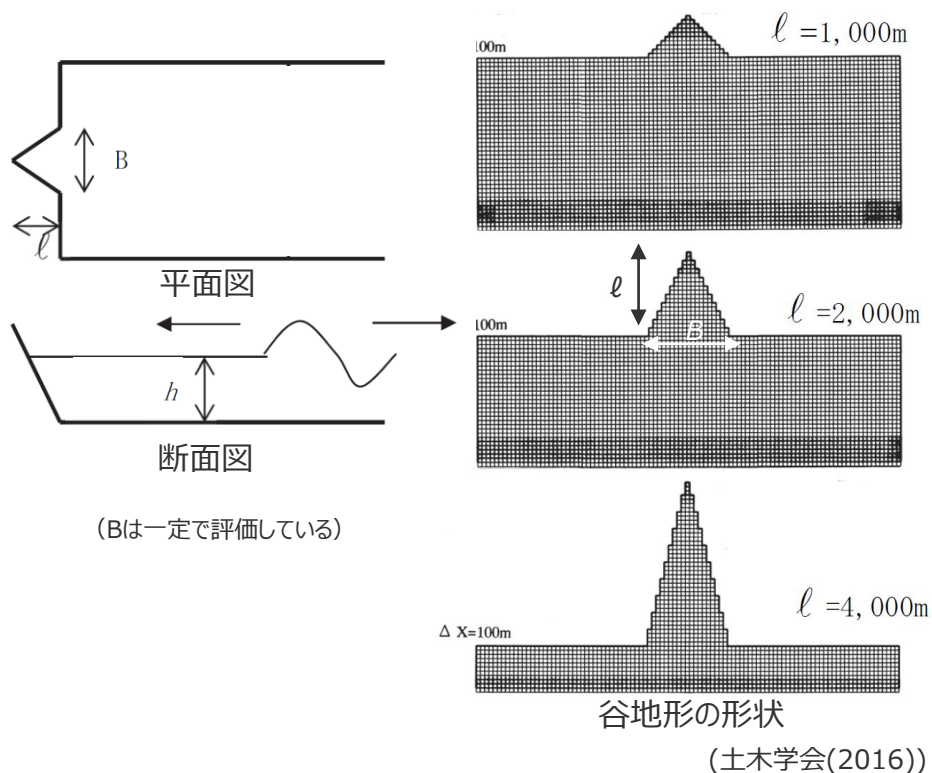 B
ℓ
平面図
h
断面図
(Bは一定で評価している)
100m
ℓ =1,000m
ℓ
100m
B
ℓ =2,000m
Δ X=100m
ℓ =4,000m
谷地形の形状
(土木学会(2016))